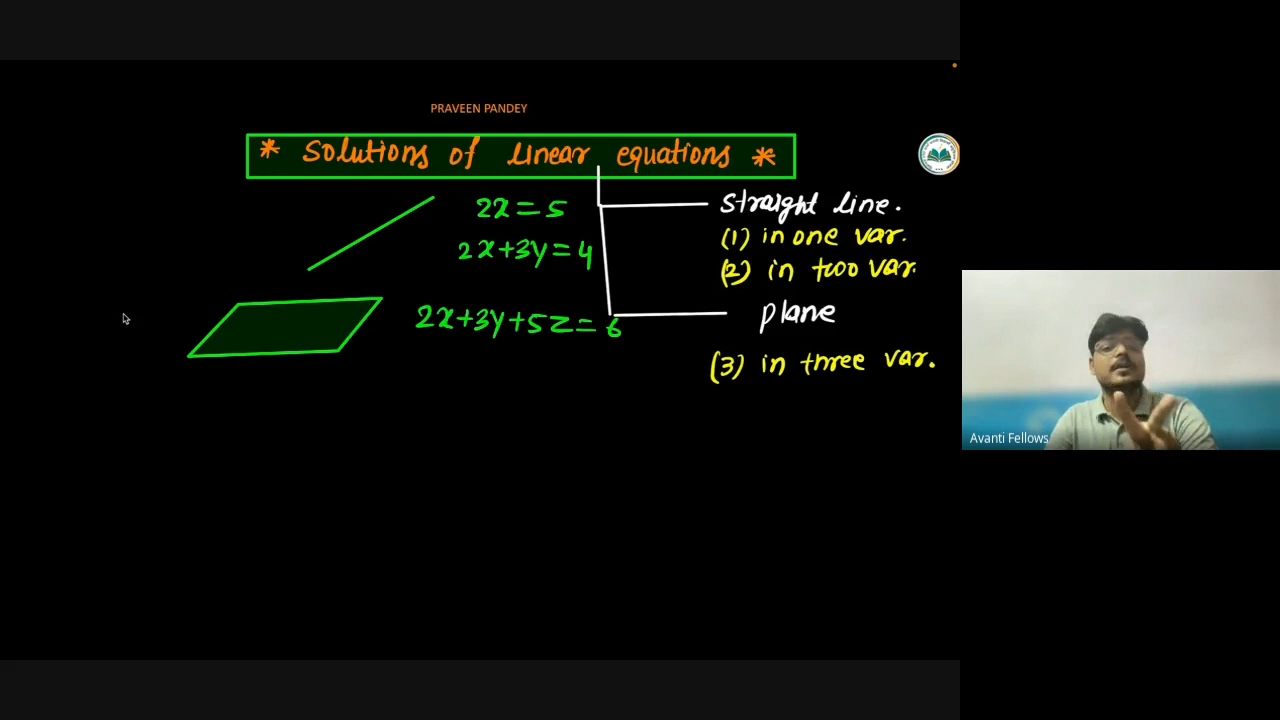 PRAVEEN PANDEY
* Solutions of linear equations *
2x = 5
straight line.
(1) in one var.
2x+3y = 4
(2) in two var.
2x+3y+5z = 6
plane
(3) in three var.
Avanti Fellows